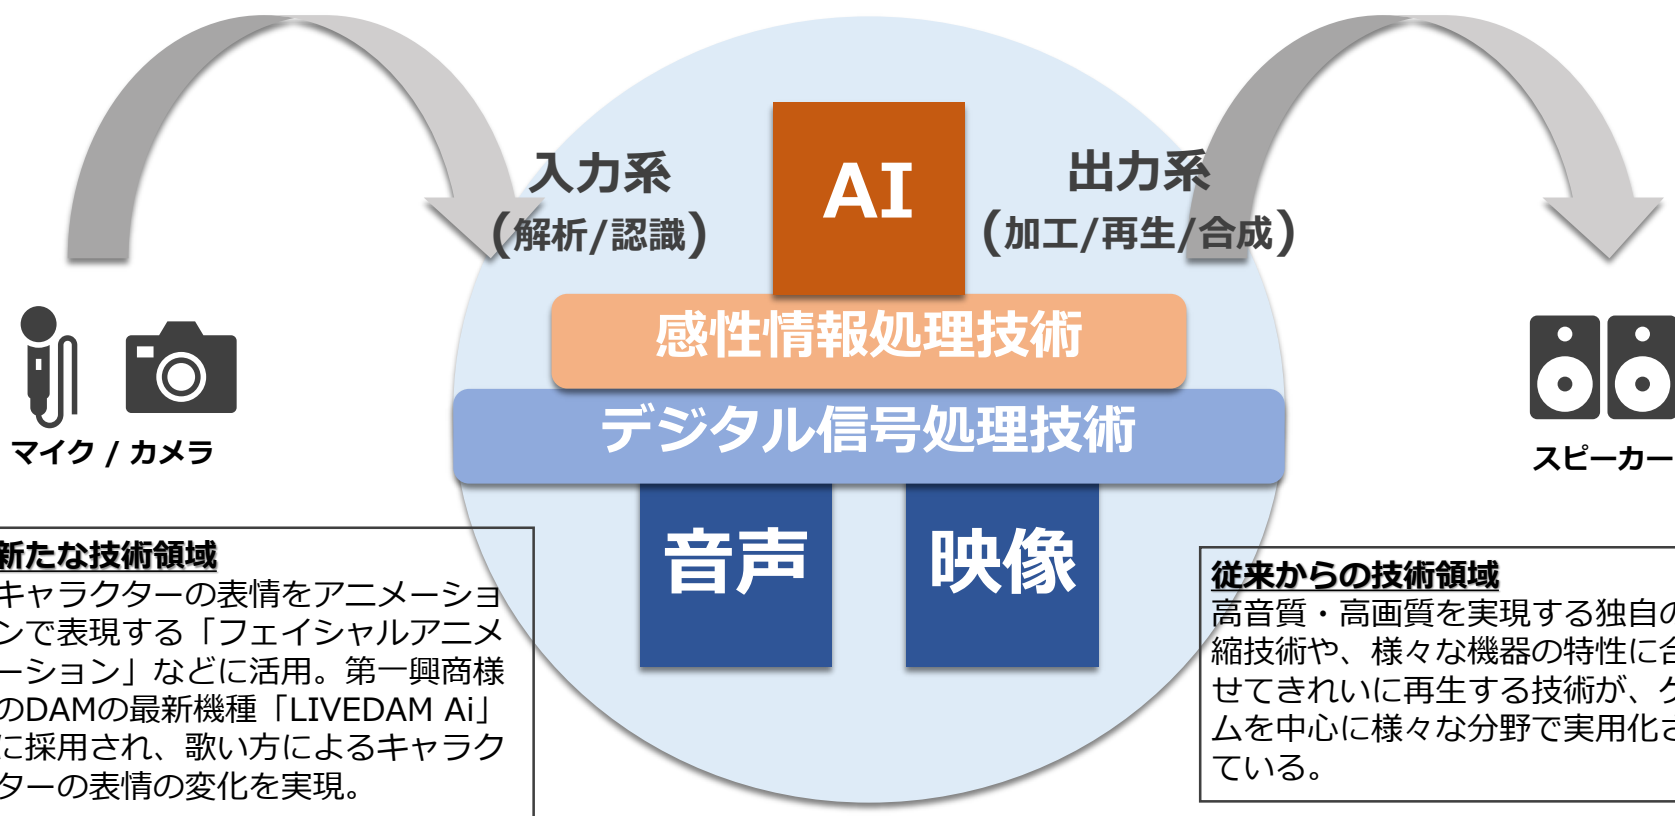 入力系
(解析/認識)
AI
出力系
(加工/再生/合成)
感性情報処理技術
デジタル信号処理技術
音声
映像
マイク / カメラ
スピーカー
新たな技術領域
キャラクターの表情をアニメーショ
ンで表現する「フェイシャルアニメ
ーション」などに活用。第一興商様
のDAMの最新機種「LIVEDAM Ai」
に採用され、歌い方によるキャラク
ターの表情の変化を実現。
従来からの技術領域
高音質・高画質を実現する独自の
縮技術や、様々な機器の特性に合
せてきれいに再生する技術が、ゲ
ムを中心に様々な分野で実用化さ
ている。